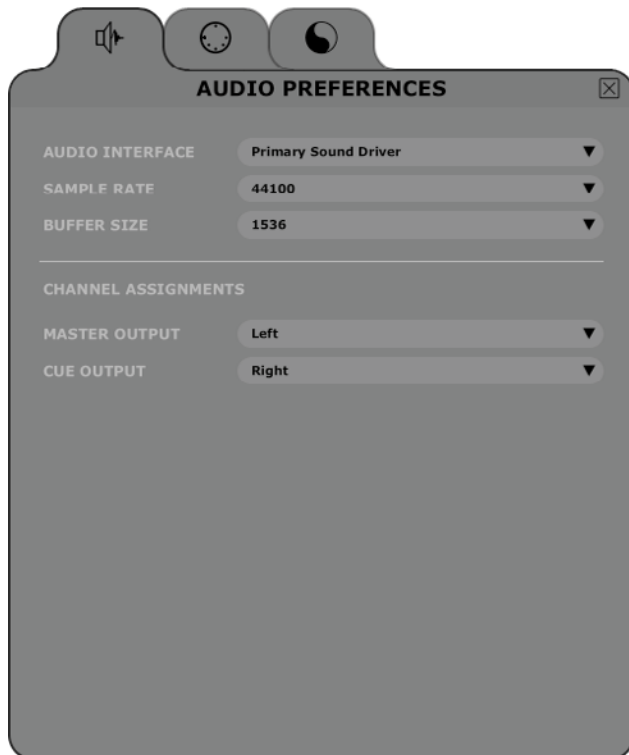 AUDIO PREFERENCES
AUDIO INTERFACE Primary Sound Driver
SAMPLE RATE 44100
BUFFER SIZE 1536
CHANNEL ASSIGNMENTS
MASTER OUTPUT Left
CUE OUTPUT Right